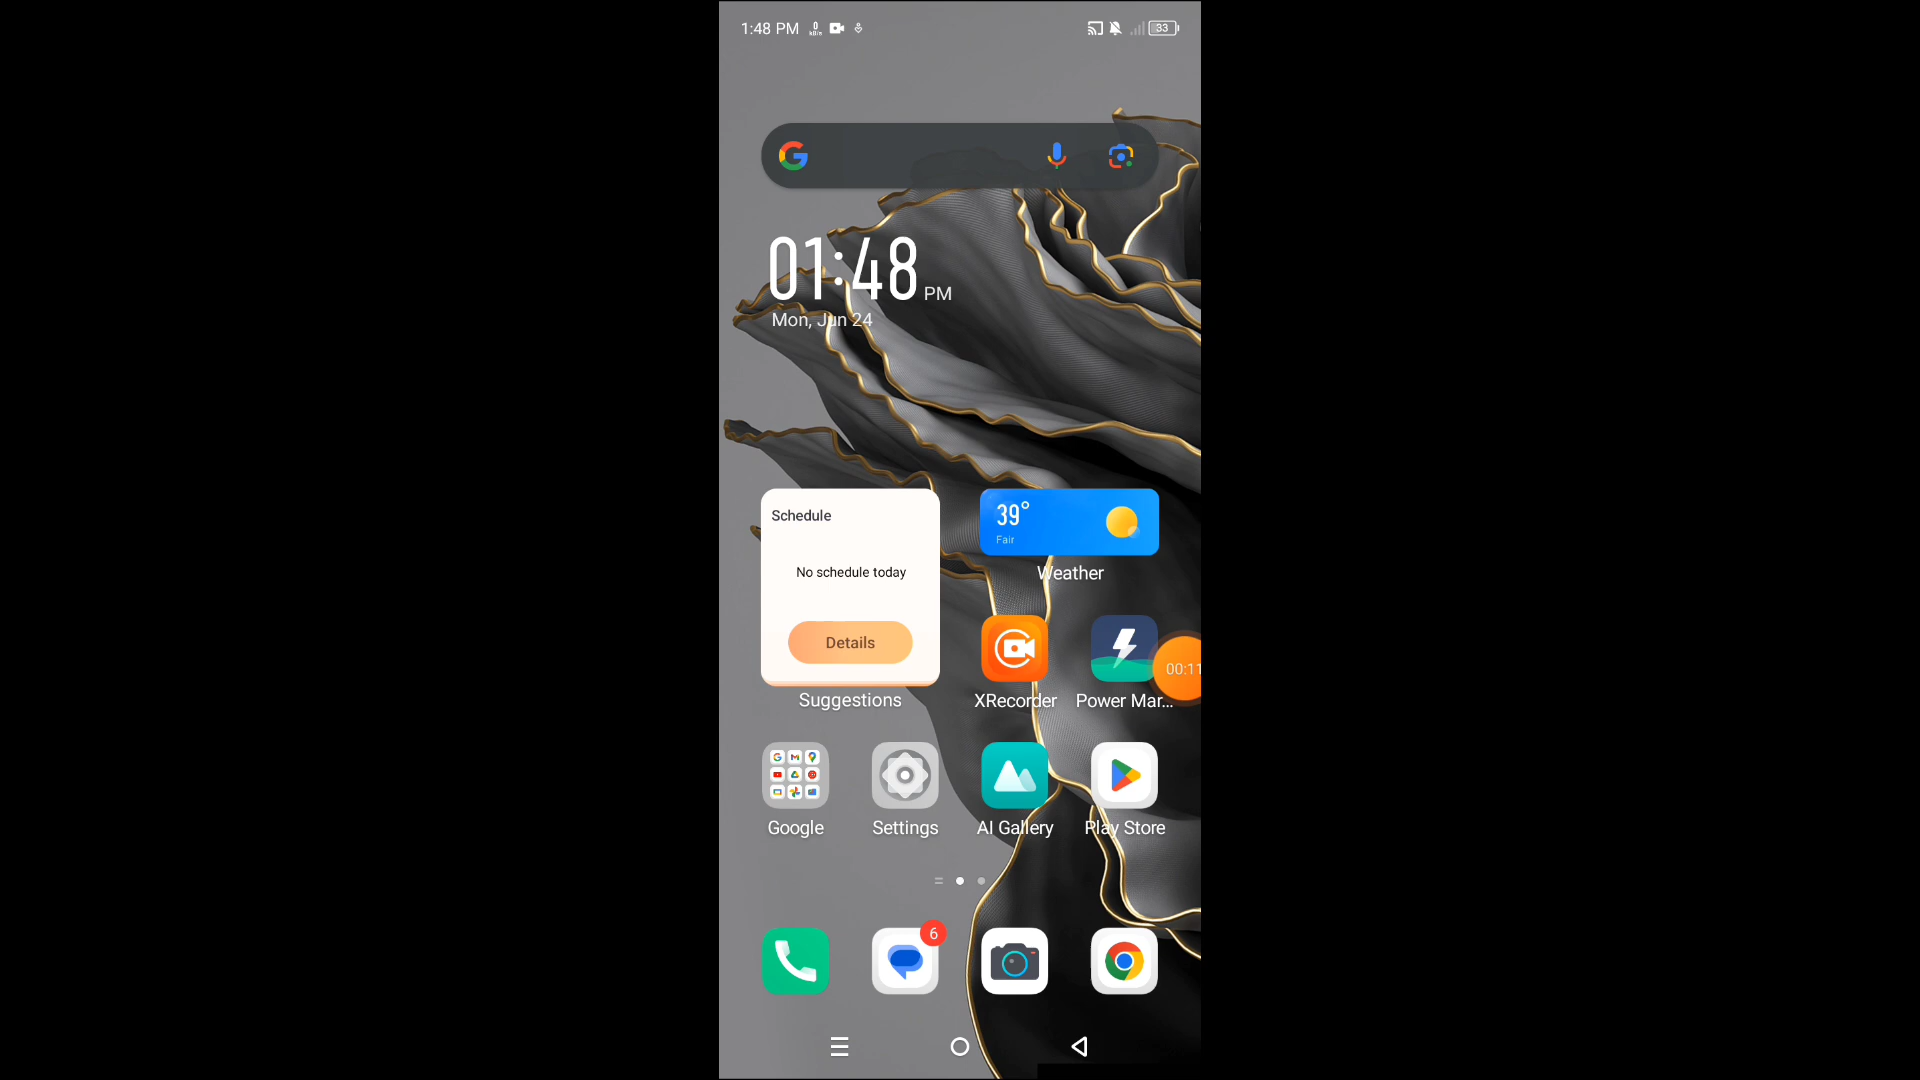 1:48 PM
33
01:48 PM
Mon, Jun 24
Schedule
No schedule today
Details
Suggestions
39°
Fair
Weather
XRecorder
Power Mar...
00:11
Google
Settings
AI Gallery
Play Store
6